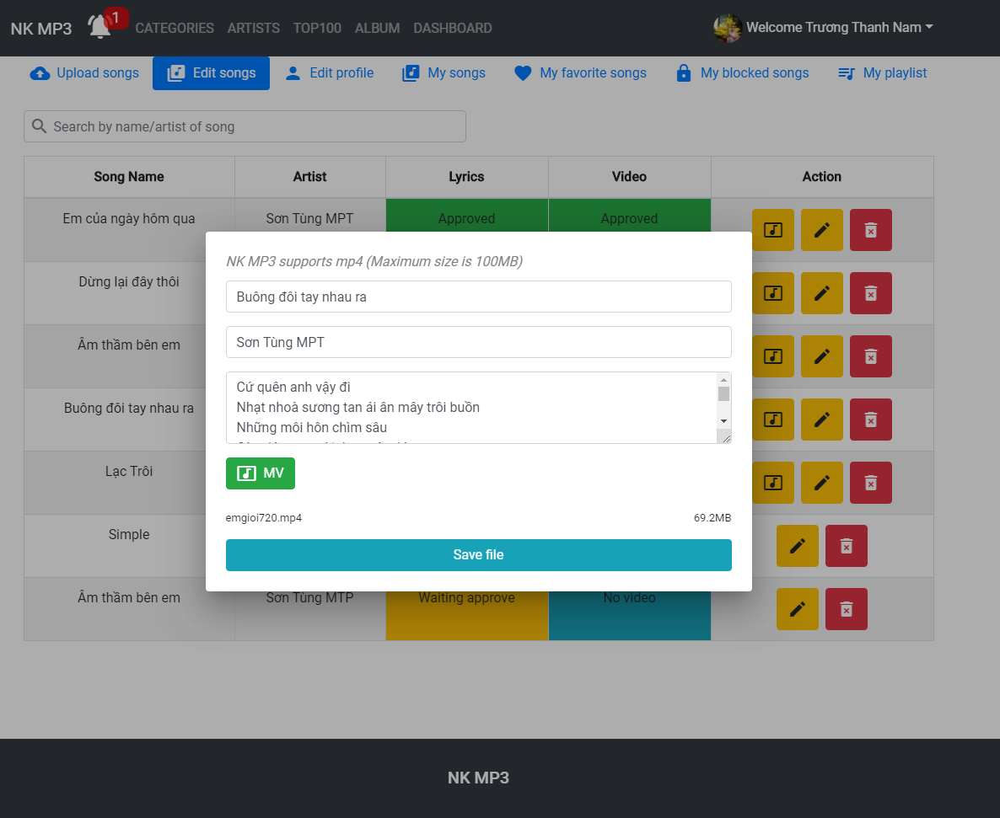 NK MP3
1
CATEGORIES ARTISTS TOP100 ALBUM DASHBOARD
Welcome Trương Thanh Nam
Upload songs Edit songs Edit profile My songs My favorite songs My blocked songs My playlist
Search by name/artist of song
Song Name Artist Lyrics Video Action
Em của ngày hôm qua Sơn Tùng MPT Approved Approved
Dừng lại đây thôi
Âm thầm bên em
Buông đôi tay nhau ra
Lạc Trôi
Simple
Âm thầm bên em Sơn Tùng MTP Waiting approve No video
NK MP3 supports mp4 (Maximum size is 100MB)
Buông đôi tay nhau ra
Sơn Tùng MPT
Cứ quên anh vậy đi
Nhạt nhoà sương tan ái ân mây trôi buồn
Những môi hôn chìm sâu
MV
emgioi720.mp4 69.2MB
Save file
NK MP3